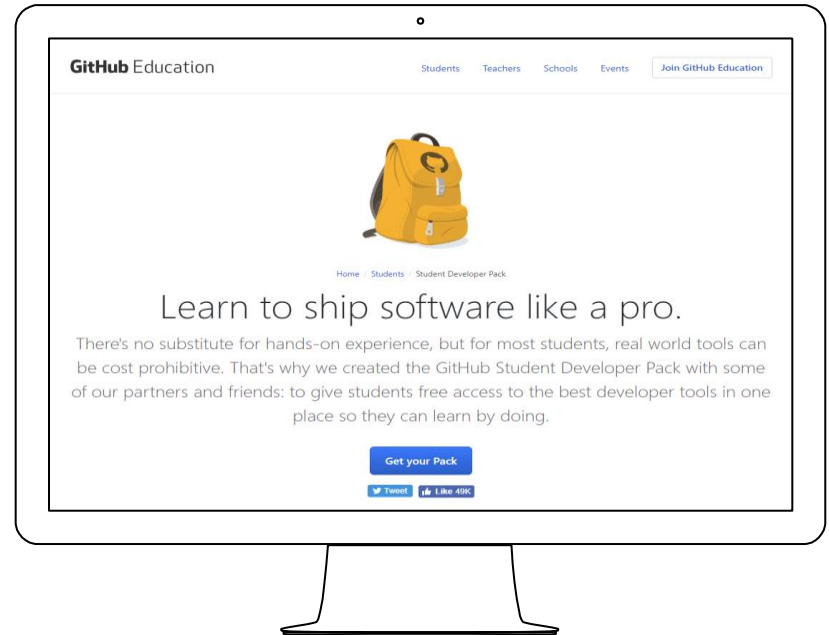 GitHub Education
Students Teachers Schools Events Join GitHub Education
Home / Students / Student Developer Pack
Learn to ship software like a pro.
There's no substitute for hands-on experience, but for most students, real world tools can
be cost prohibitive. That's why we created the GitHub Student Developer Pack with some
of our partners and friends: to give students free access to the best developer tools in one
place so they can learn by doing.
Get your Pack
Tweet Like 49K